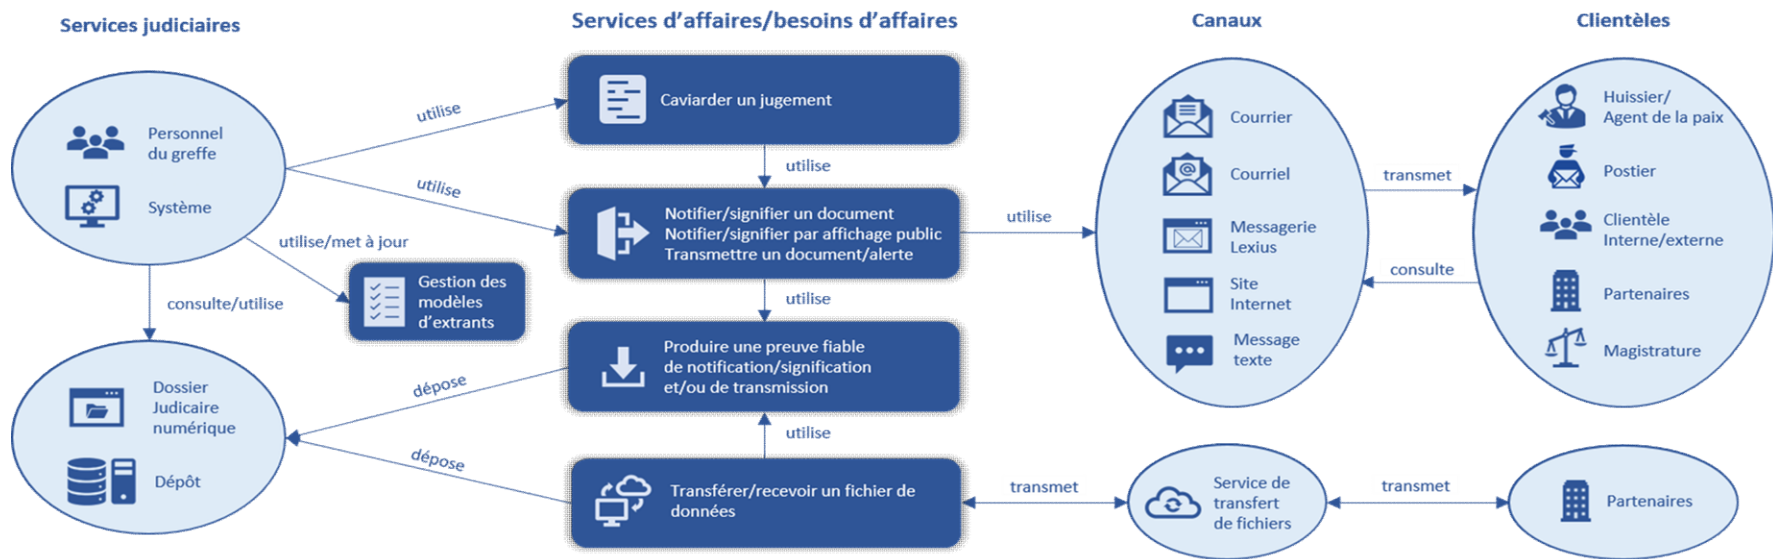 Services judiciaires
Services d’affaires/besoins d’affaires
Canaux
Clientèles
Personnel
du greffe
Système
utilise
utilise
utilise/met à jour
consulte/utilise
Gestion des
modèles
d’extrants
Dossier
Judicaire
numérique
Dépôt
dépose
dépose
Caviarder un jugement
utilise
Notifier/signifier un document
Notifier/signifier par affichage public
Transmettre un document/alerte
utilise
Produire une preuve fiable
de notification/signification
et/ou de transmission
utilise
Transférer/recevoir un fichier de
données
utilise
transmet
Courrier
Courriel
Messagerie
Lexius
Site
Internet
Message
texte
Service de
transfert
de fichiers
transmet
consulte
transmet
Huissier/
Agent de la paix
Postier
Clientèle
Interne/externe
Partenaires
Magistrature
Partenaires